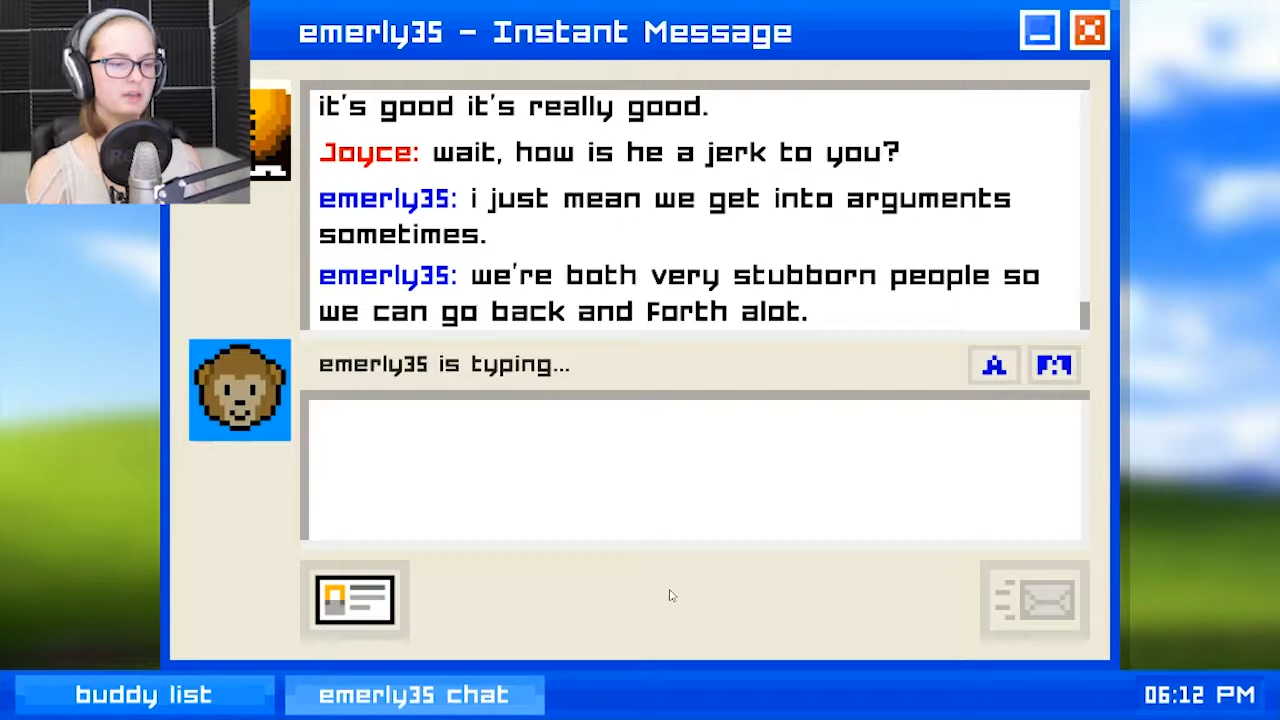 emerly35 - Instant Message
it's good it's really good.
Joyce: wait, how is he a jerk to you?
emerly35: i just mean we get into arguments
sometimes.
emerly35: we're both very stubborn people so
we can go back and forth alot.
emerly35 is typing...
A
buddy list
emerly35 chat
06:12 PM